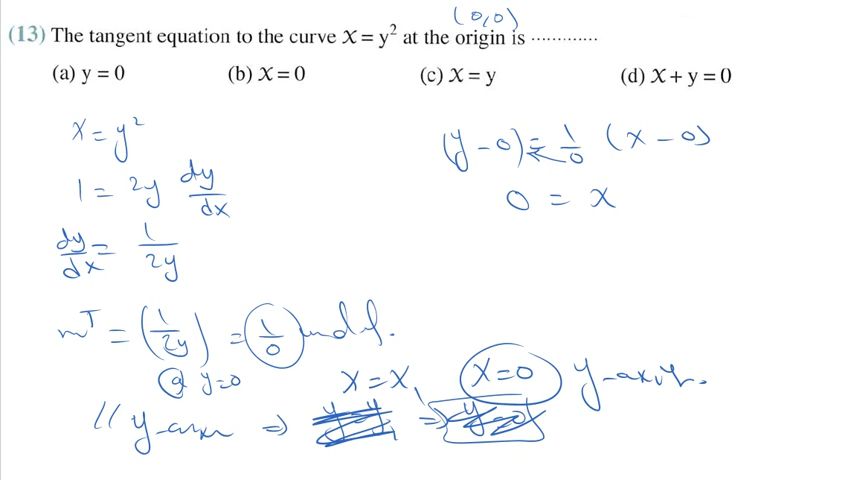 (0,0)
(13) The tangent equation to the curve X = y² at the origin is .............
(a) y = 0 (b) X = 0 (c) X = y (d) X + y = 0
x = y²
1 = 2y dy/dx
dy/dx = 1/2y
m^T = (1/2y) = 1/0 undef.
@ y=0
// y-axis ⇒ ⇒
x = x₁
x=0 y-axis.
(y - 0) = 1/0 (x - 0)
0 = x